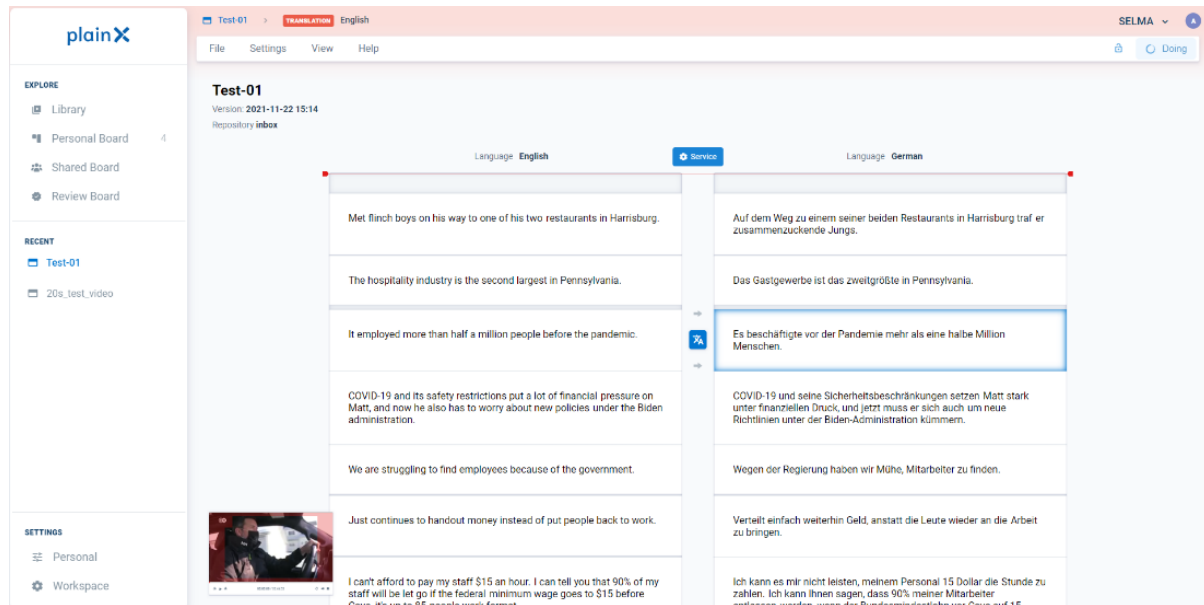 plain X
EXPLORE
Library
Personal Board 4
Shared Board
Review Board
RECENT
Test-01
20s_test_video
SETTINGS
Personal
Workspace
Test-01 > TRANSLATION English
SELMA A
File Settings View Help
Doing
Test-01
Version: 2021-11-22 15:14
Repository inbox
Language English
Service
Language German
Met flinch boys on his way to one of his two restaurants in Harrisburg.
Auf dem Weg zu einem seiner beiden Restaurants in Harrisburg traf er
zusammenzuckende Jungs.
The hospitality industry is the second largest in Pennsylvania.
Das Gastgewerbe ist das zweitgrößte in Pennsylvania.
It employed more than half a million people before the pandemic.
Es beschäftigte vor der Pandemie mehr als eine halbe Million
Menschen.
COVID-19 and its safety restrictions put a lot of financial pressure on
Matt, and now he also has to worry about new policies under the Biden
administration.
COVID-19 und seine Sicherheitsbeschränkungen setzen Matt stark
unter finanziellen Druck, und jetzt muss er sich auch um neue
Richtlinien unter der Biden-Administration kümmern.
We are struggling to find employees because of the government.
Wegen der Regierung haben wir Mühe, Mitarbeiter zu finden.
Just continues to handout money instead of put people back to work.
Verteilt einfach weiterhin Geld, anstatt die Leute wieder an die Arbeit
zu bringen.
I can't afford to pay my staff $15 an hour. I can tell you that 90% of my
staff will be let go if the federal minimum wage goes to $15 before
Ich kann es mir nicht leisten, meinem Personal 15 Dollar die Stunde zu
zahlen. Ich kann Ihnen sagen, dass 90% meiner Mitarbeiter